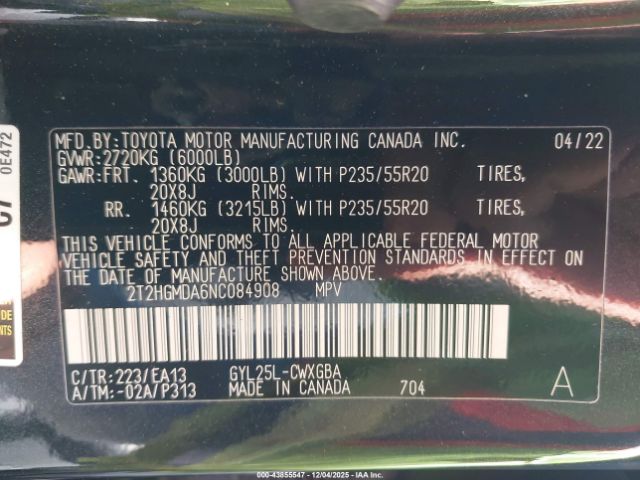 MFD.BY:TOYOTA MOTOR MANUFACTURING CANADA INC. 04/22
GVWR:2720KG (6000LB)
GAWR:FRT. 1360KG (3000LB) WITH P235/55R20 TIRES,
20X8J RIMS.
RR. 1460KG (3215LB) WITH P235/55R20 TIRES,
20X8J RIMS.
THIS VEHICLE CONFORMS TO ALL APPLICABLE FEDERAL MOTOR
VEHICLE SAFETY AND THEFT PREVENTION STANDARDS IN EFFECT ON
THE DATE OF MANUFACTURE SHOWN ABOVE.
2T2HGMDA6NC084908 MPV
C/TR:223/EA13 GYL25L-CWXGBA
A/TM:-02A/P313 MADE IN CANADA 704 A
0E472
000-43855547 - 12/04/2025 - IAA Inc.